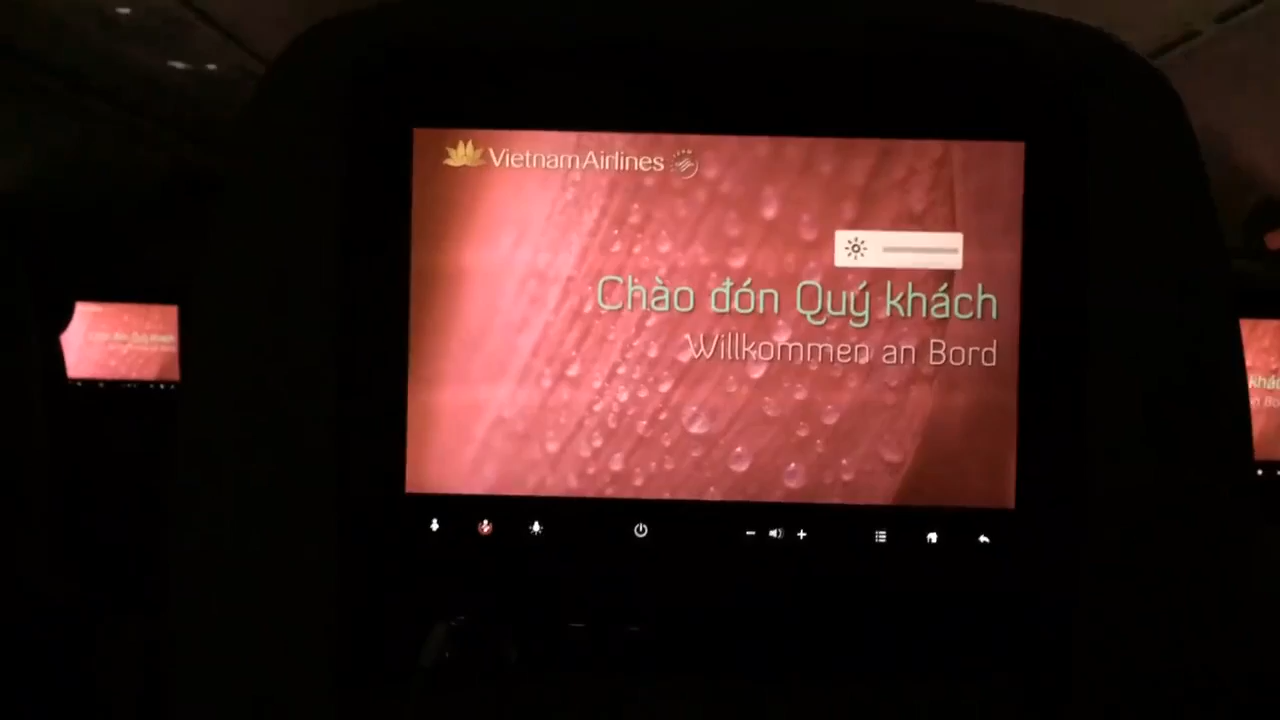 VietnamAirlines
Chào đón Quý khách
Willkommen an Bord